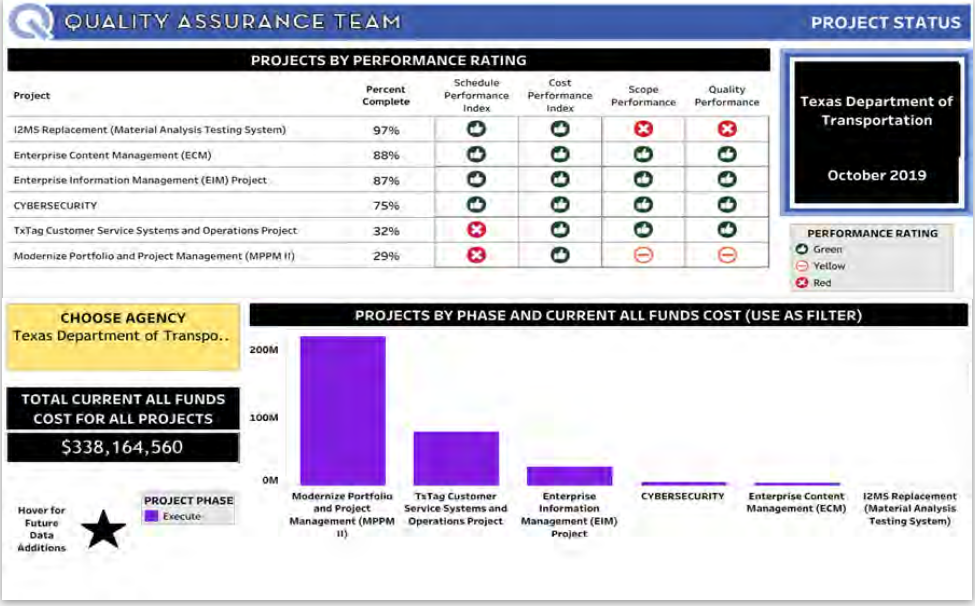 QUALITY ASSURANCE TEAM
PROJECT STATUS
PROJECTS BY PERFORMANCE RATING
Project
Percent
Complete
Schedule
Performance
Index
Cost
Performance
Index
Scope
Performance
Quality
Performance
I2MS Replacement (Material Analysis Testing System)
97%
Enterprise Content Management (ECM)
88%
Enterprise Information Management (EIM) Project
87%
CYBERSECURITY
75%
TxTag Customer Service Systems and Operations Project
32%
Modernize Portfolio and Project Management (MPPM II)
29%
Texas Department of
Transportation
October 2019
PERFORMANCE RATING
Green
Yellow
Red
CHOOSE AGENCY
Texas Department of Transpo..
TOTAL CURRENT ALL FUNDS
COST FOR ALL PROJECTS
$338,164,560
Hover for
Future
Data
Additions
PROJECT PHASE
Execute
PROJECTS BY PHASE AND CURRENT ALL FUNDS COST (USE AS FILTER)
200M
100M
0M
Modernize Portfolio
and Project
Management (MPPM
II)
TxTag Customer
Service Systems and
Operations Project
Enterprise
Information
Management (EIM)
Project
CYBERSECURITY
Enterprise Content
Management (ECM)
I2MS Replacement
(Material Analysis
Testing System)